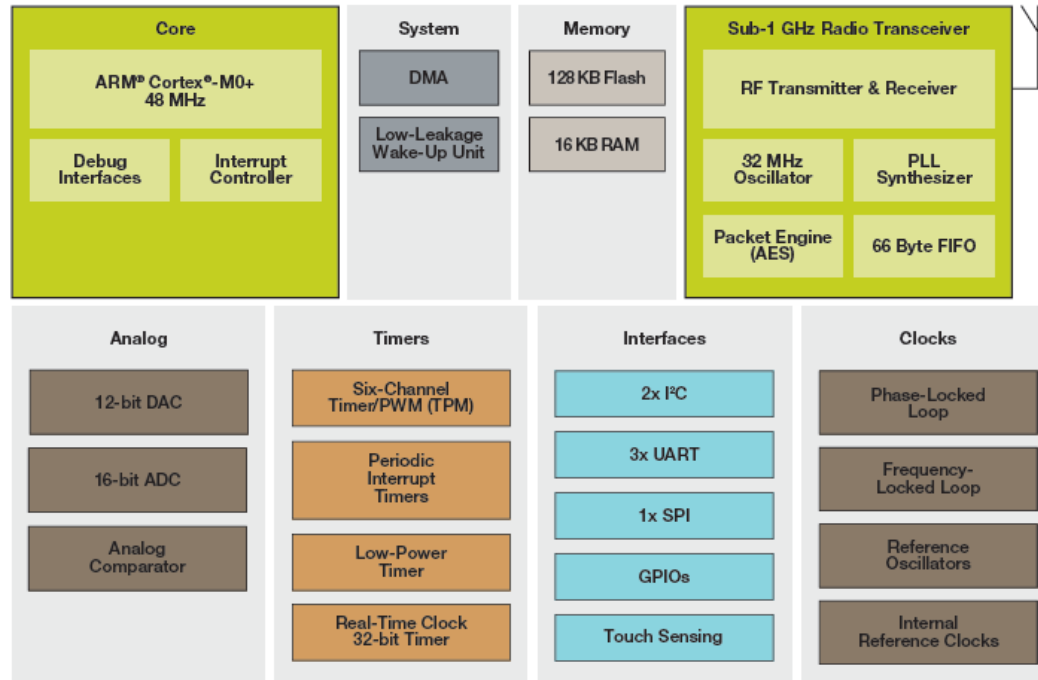 Core
ARM® Cortex®-M0+
48 MHz
Debug
Interfaces
Interrupt
Controller
System
DMA
Low-Leakage
Wake-Up Unit
Memory
128 KB Flash
16 KB RAM
Sub-1 GHz Radio Transceiver
RF Transmitter & Receiver
32 MHz
Oscillator
PLL
Synthesizer
Packet Engine
(AES)
66 Byte FIFO
Analog
12-bit DAC
16-bit ADC
Analog
Comparator
Timers
Six-Channel
Timer/PWM (TPM)
Periodic
Interrupt
Timers
Low-Power
Timer
Real-Time Clock
32-bit Timer
Interfaces
2x I²C
3x UART
1x SPI
GPIOs
Touch Sensing
Clocks
Phase-Locked
Loop
Frequency-
Locked Loop
Reference
Oscillators
Internal
Reference Clocks